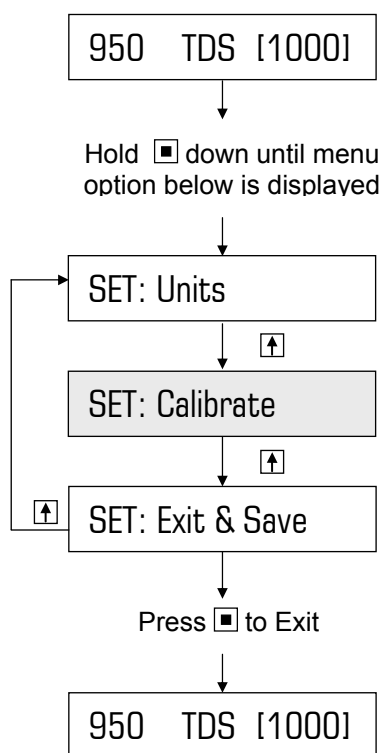 950 TDS [1000]
Hold ▣ down until menu
option below is displayed
SET: Units
SET: Calibrate
SET: Exit & Save
Press ▣ to Exit
950 TDS [1000]